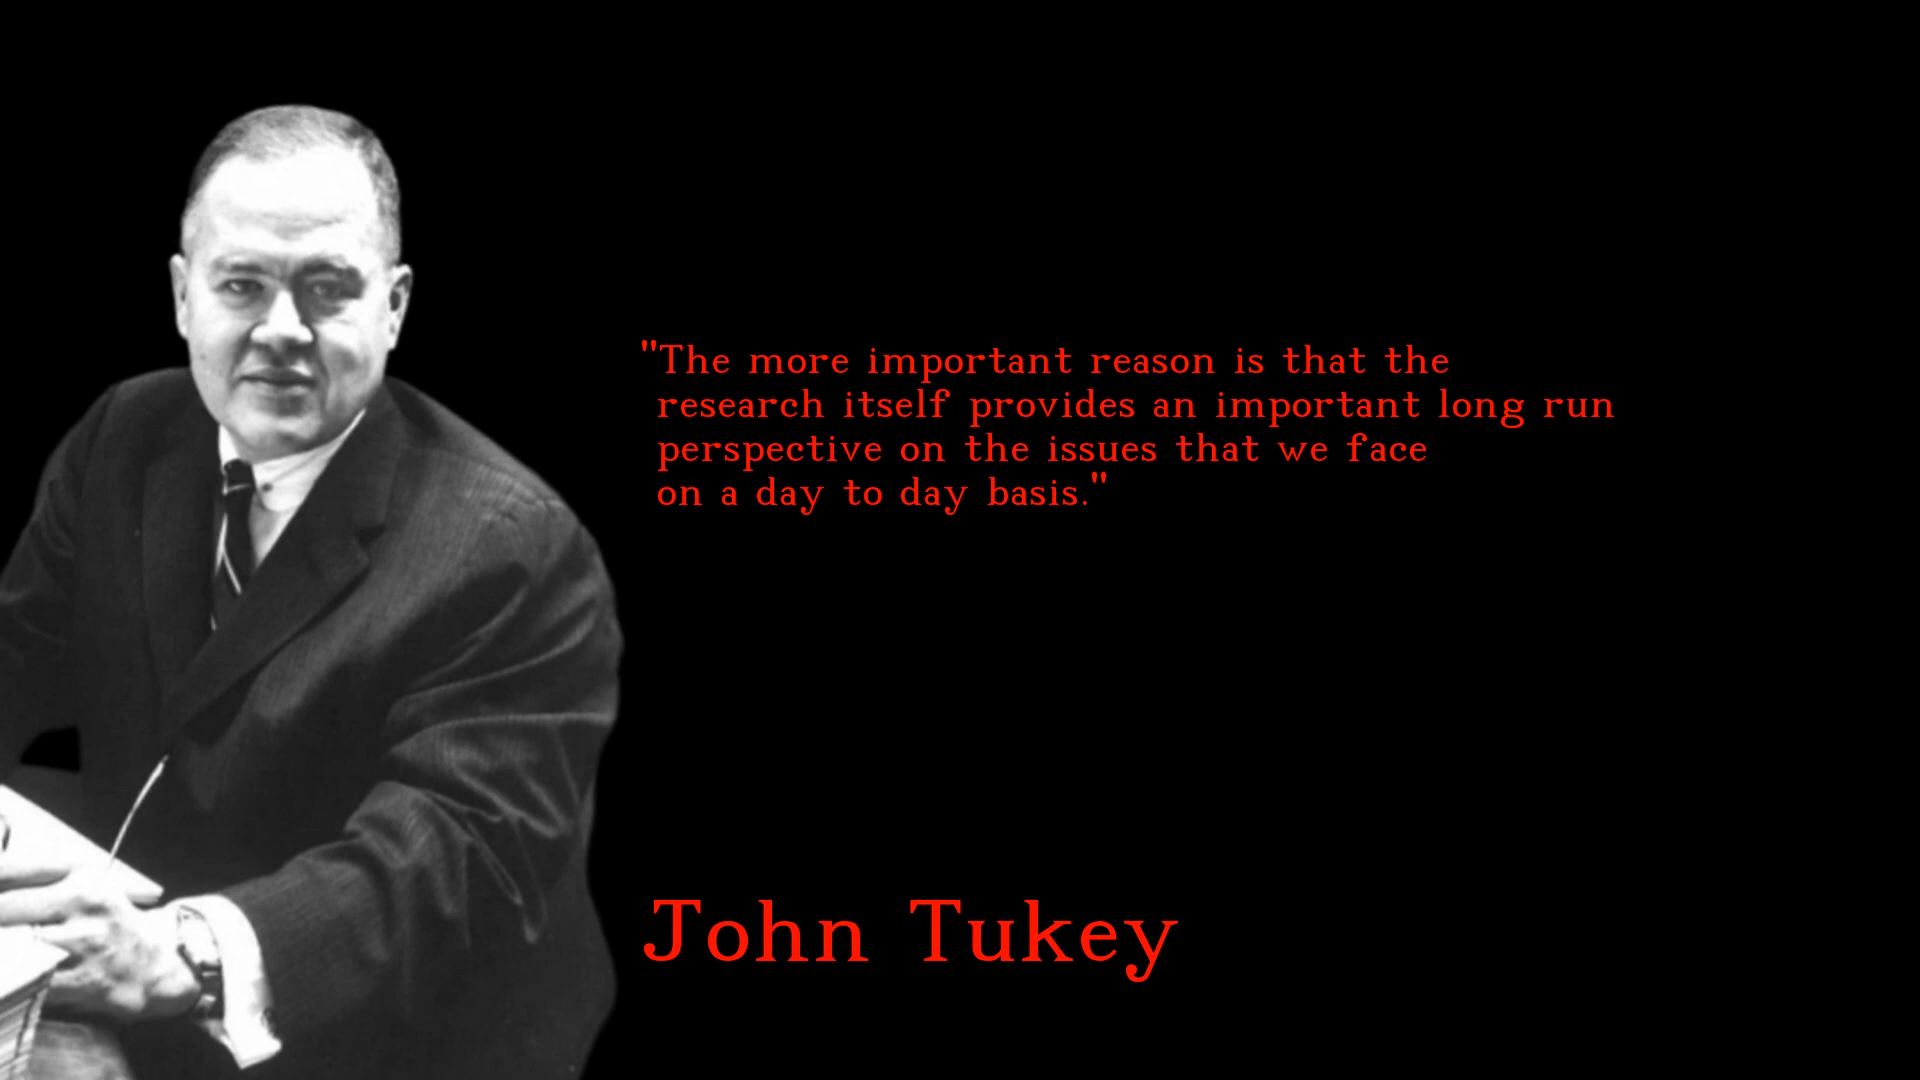 "The more important reason is that the
research itself provides an important long run
perspective on the issues that we face
on a day to day basis."
John Tukey